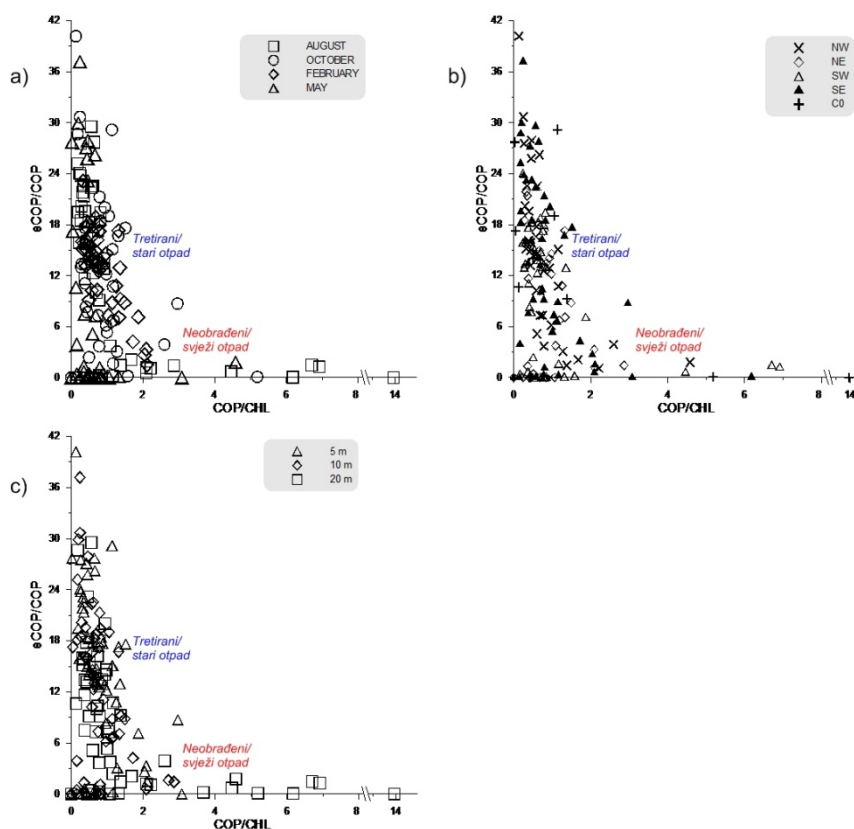 a)
AUGUST
OCTOBER
FEBRUARY
MAY
42
36
30
24
18
12
6
0
eCOP/COP
Tretirani/
stari otpad
Neobrađeni/
svježi otpad
0 2 4 6 8 14
COP/CHL
b)
NW
NE
SW
SE
C0
42
36
30
24
18
12
6
0
eCOP/COP
Tretirani/
stari otpad
Neobrađeni/
svježi otpad
0 2 4 6 8 14
COP/CHL
c)
5 m
10 m
20 m
42
36
30
24
18
12
6
0
eCOP/COP
Tretirani/
stari otpad
Neobrađeni/
svježi otpad
0 2 4 6 8 14
COP/CHL